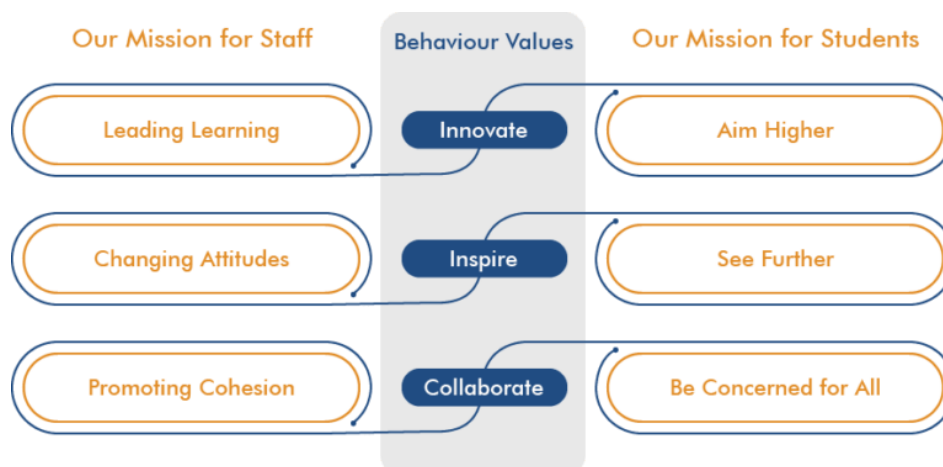 Our Mission for Staff
Behaviour Values
Our Mission for Students
Leading Learning
Innovate
Aim Higher
Changing Attitudes
Inspire
See Further
Promoting Cohesion
Collaborate
Be Concerned for All